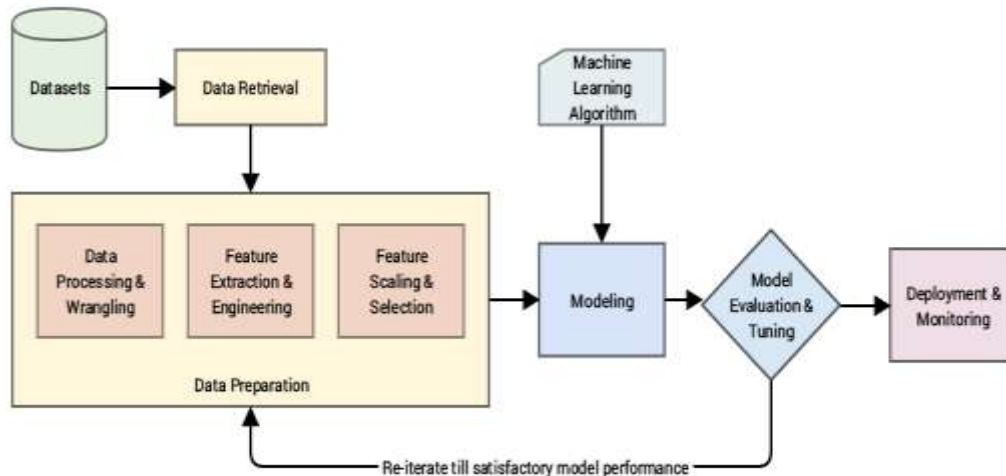 Datasets
Data Retrieval
Machine
Learning
Algorithm
Data
Processing &
Wrangling
Feature
Extraction &
Engineering
Feature
Scaling &
Selection
Data Preparation
Modeling
Model
Evaluation &
Tuning
Deployment &
Monitoring
Re-iterate till satisfactory model performance